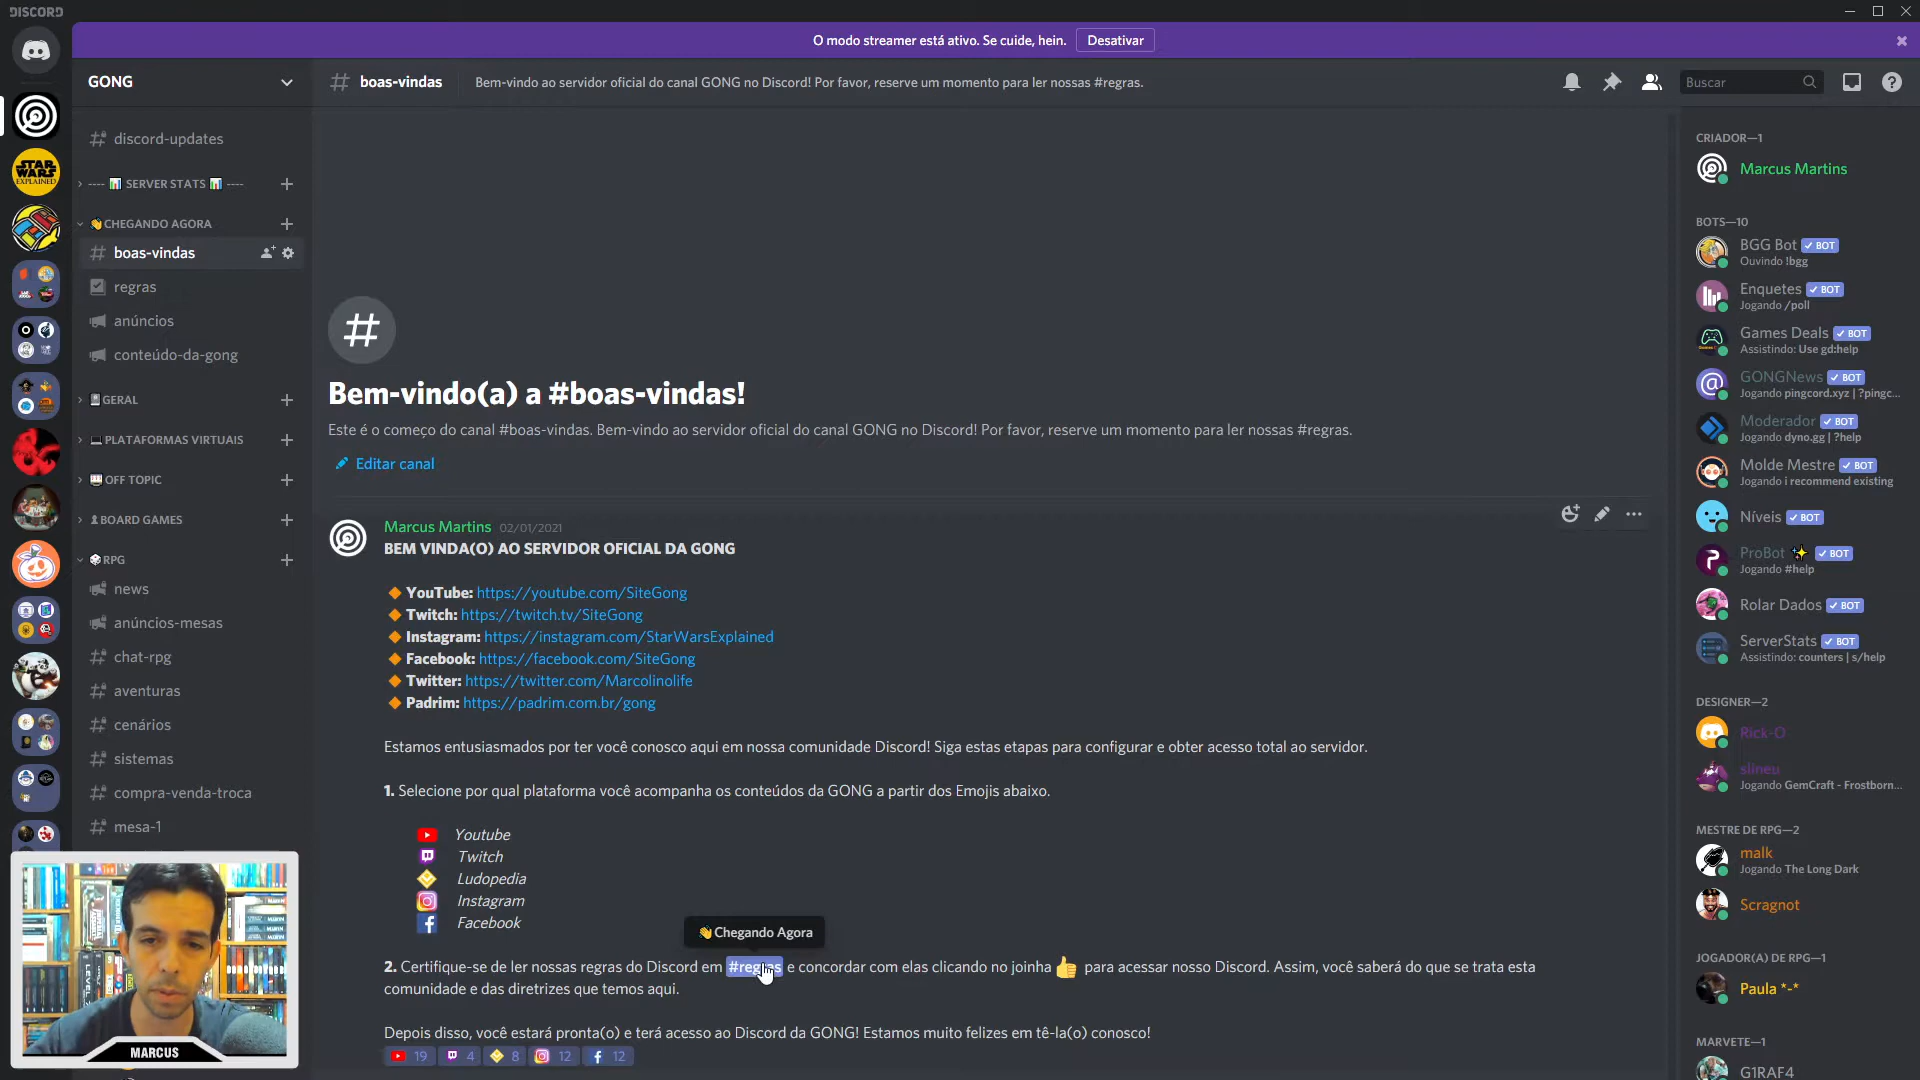 DISCORD
O modo streamer está ativo. Se cuide, hein. Desativar
GONG
boas-vindas
Bem-vindo ao servidor oficial do canal GONG no Discord! Por favor, reserve um momento para ler nossas #regras.
Buscar
STAR WARS EXPLAINED
discord-updates
---- 📊 SERVER STATS 📊 ----
👋CHEGANDO AGORA
boas-vindas
regras
anúncios
conteúdo-da-gong
GERAL
PLATAFORMAS VIRTUAIS
OFF TOPIC
BOARD GAMES
RPG
news
anúncios-mesas
chat-rpg
aventuras
cenários
sistemas
compra-venda-troca
mesa-1
MARCUS
Bem-vindo(a) a #boas-vindas!
Este é o começo do canal #boas-vindas. Bem-vindo ao servidor oficial do canal GONG no Discord! Por favor, reserve um momento para ler nossas #regras.
Editar canal
Marcus Martins 02/01/2021
BEM VINDA(O) AO SERVIDOR OFICIAL DA GONG
🔸 YouTube: https://youtube.com/SiteGong
🔸 Twitch: https://twitch.tv/SiteGong
🔸 Instagram: https://instagram.com/StarWarsExplained
🔸 Facebook: https://facebook.com/SiteGong
🔸 Twitter: https://twitter.com/Marcolinolife
🔸 Padrim: https://padrim.com.br/gong
Estamos entusiasmados por ter você conosco aqui em nossa comunidade Discord! Siga estas etapas para configurar e obter acesso total ao servidor.
1. Selecione por qual plataforma você acompanha os conteúdos da GONG a partir dos Emojis abaixo.
Youtube
Twitch
Ludopedia
Instagram
Facebook
👋Chegando Agora
2. Certifique-se de ler nossas regras do Discord em #regras e concordar com elas clicando no joinha 👍 para acessar nosso Discord. Assim, você saberá do que se trata esta
comunidade e das diretrizes que temos aqui.
Depois disso, você estará pronta(o) e terá acesso ao Discord da GONG! Estamos muito felizes em tê-la(o) conosco!
19 4 8 12 12
CRIADOR—1
Marcus Martins
BOTS—10
BGG Bot ✓ BOT
Ouvindo !bgg
Enquetes ✓ BOT
Jogando /poll
Games Deals ✓ BOT
Assistindo: Use gd:help
GONGNews ✓ BOT
Jogando pingcord.xyz | ?pingc...
Moderador ✓ BOT
Jogando dyno.gg | ?help
Molde Mestre ✓ BOT
Jogando i recommend existing
Níveis ✓ BOT
ProBot ✨ ✓ BOT
Jogando #help
Rolar Dados ✓ BOT
ServerStats ✓ BOT
Assistindo: counters | s/help
DESIGNER—2
Rick-O
slineu
Jogando GemCraft - Frostborn...
MESTRE DE RPG—2
malk
Jogando The Long Dark
Scragnot
JOGADOR(A) DE RPG—1
Paula *-*
MARVETE—1
G1RAF4